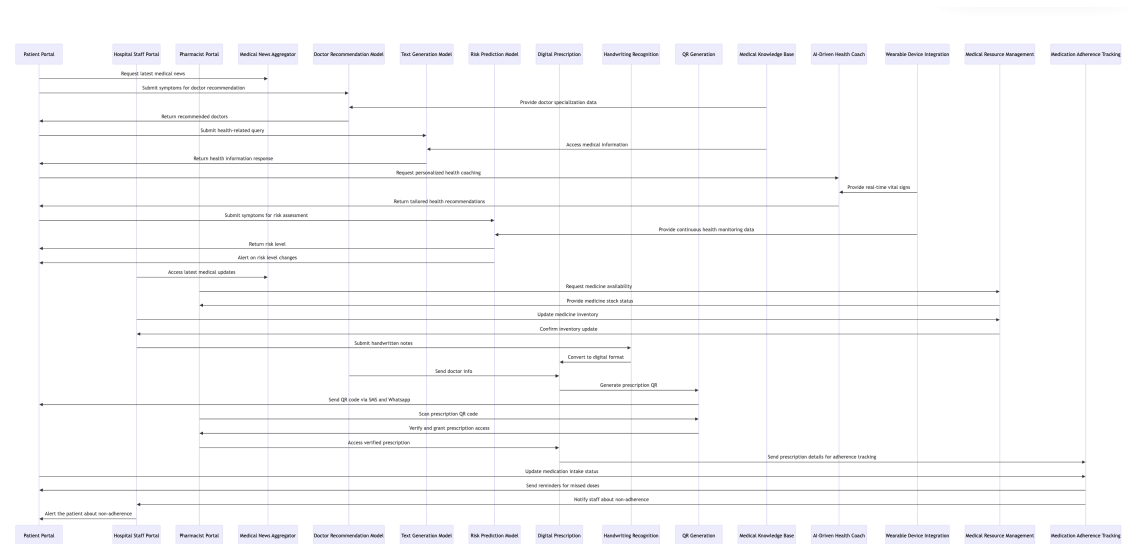 Patient Portal
Hospital Staff Portal
Pharmacist Portal
Medical News Aggregator
Doctor Recommendation Model
Text Generation Model
Risk Prediction Model
Digital Prescription
Handwriting Recognition
QR Generation
Medical Knowledge Base
AI-Driven Health Coach
Wearable Device Integration
Medical Resource Management
Medication Adherence Tracking
Request latest medical news
Submit symptoms for doctor recommendation
Provide doctor specialization data
Return recommended doctors
Submit health-related query
Access medical information
Return health information response
Request personalized health coaching
Provide real-time vital signs
Return tailored health recommendations
Submit symptoms for risk assessment
Provide continuous health monitoring data
Return risk level
Alert on risk level changes
Access latest medical updates
Request medicine availability
Provide medicine stock status
Update medicine inventory
Confirm inventory update
Submit handwritten notes
Convert to digital format
Send doctor info
Generate prescription QR
Send QR code via SMS and Whatsapp
Scan prescription QR code
Verify and grant prescription access
Access verified prescription
Send prescription details for adherence tracking
Update medication intake status
Send reminders for missed doses
Notify staff about non-adherence
Alert the patient about non-adherence
Patient Portal
Hospital Staff Portal
Pharmacist Portal
Medical News Aggregator
Doctor Recommendation Model
Text Generation Model
Risk Prediction Model
Digital Prescription
Handwriting Recognition
QR Generation
Medical Knowledge Base
AI-Driven Health Coach
Wearable Device Integration
Medical Resource Management
Medication Adherence Tracking